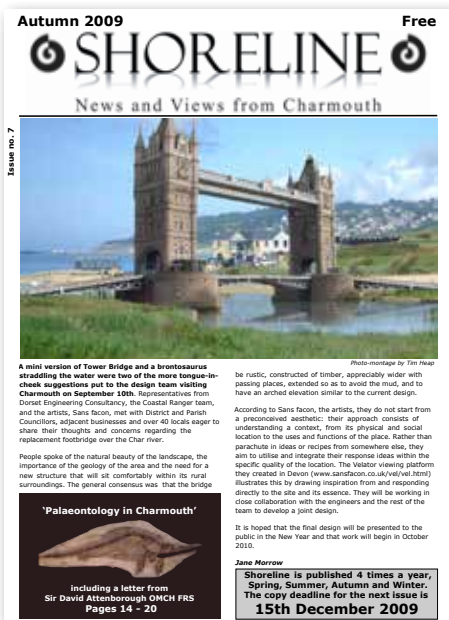 Autumn 2009 Free
SHORELINE
News and Views from Charmouth
Issue no. 7
Photo-montage by Tim Heap
A mini version of Tower Bridge and a brontosaurus
straddling the water were two of the more tongue-in-
cheek suggestions put to the design team visiting
Charmouth on September 10th. Representatives from
Dorset Engineering Consultancy, the Coastal Ranger team,
and the artists, Sans facon, met with District and Parish
Councillors, adjacent businesses and over 40 locals eager to
share their thoughts and concerns regarding the
replacement footbridge over the Char river.
People spoke of the natural beauty of the landscape, the
importance of the geology of the area and the need for a
new structure that will sit comfortably within its rural
surroundings. The general consensus was that the bridge
be rustic, constructed of timber, appreciably wider with
passing places, extended so as to avoid the mud, and to
have an arched elevation similar to the current design.
According to Sans facon, the artists, they do not start from
a preconceived aesthetic: their approach consists of
understanding a context, from its physical and social
location to the uses and functions of the place. Rather than
parachute in ideas or recipes from somewhere else, they
aim to utilise and integrate their response ideas within the
specific quality of the location. The Velator viewing platform
they created in Devon (www.sansfacon.co.uk/vel/vel.html)
illustrates this by drawing inspiration from and responding
directly to the site and its essence. They will be working in
close collaboration with the engineers and the rest of the
team to develop a joint design.
It is hoped that the final design will be presented to the
public in the New Year and that work will begin in October
2010.
Jane Morrow
'Palaeontology in Charmouth'
including a letter from
Sir David Attenborough OMCH FRS
Pages 14 - 20
Shoreline is published 4 times a year,
Spring, Summer, Autumn and Winter.
The copy deadline for the next issue is
15th December 2009